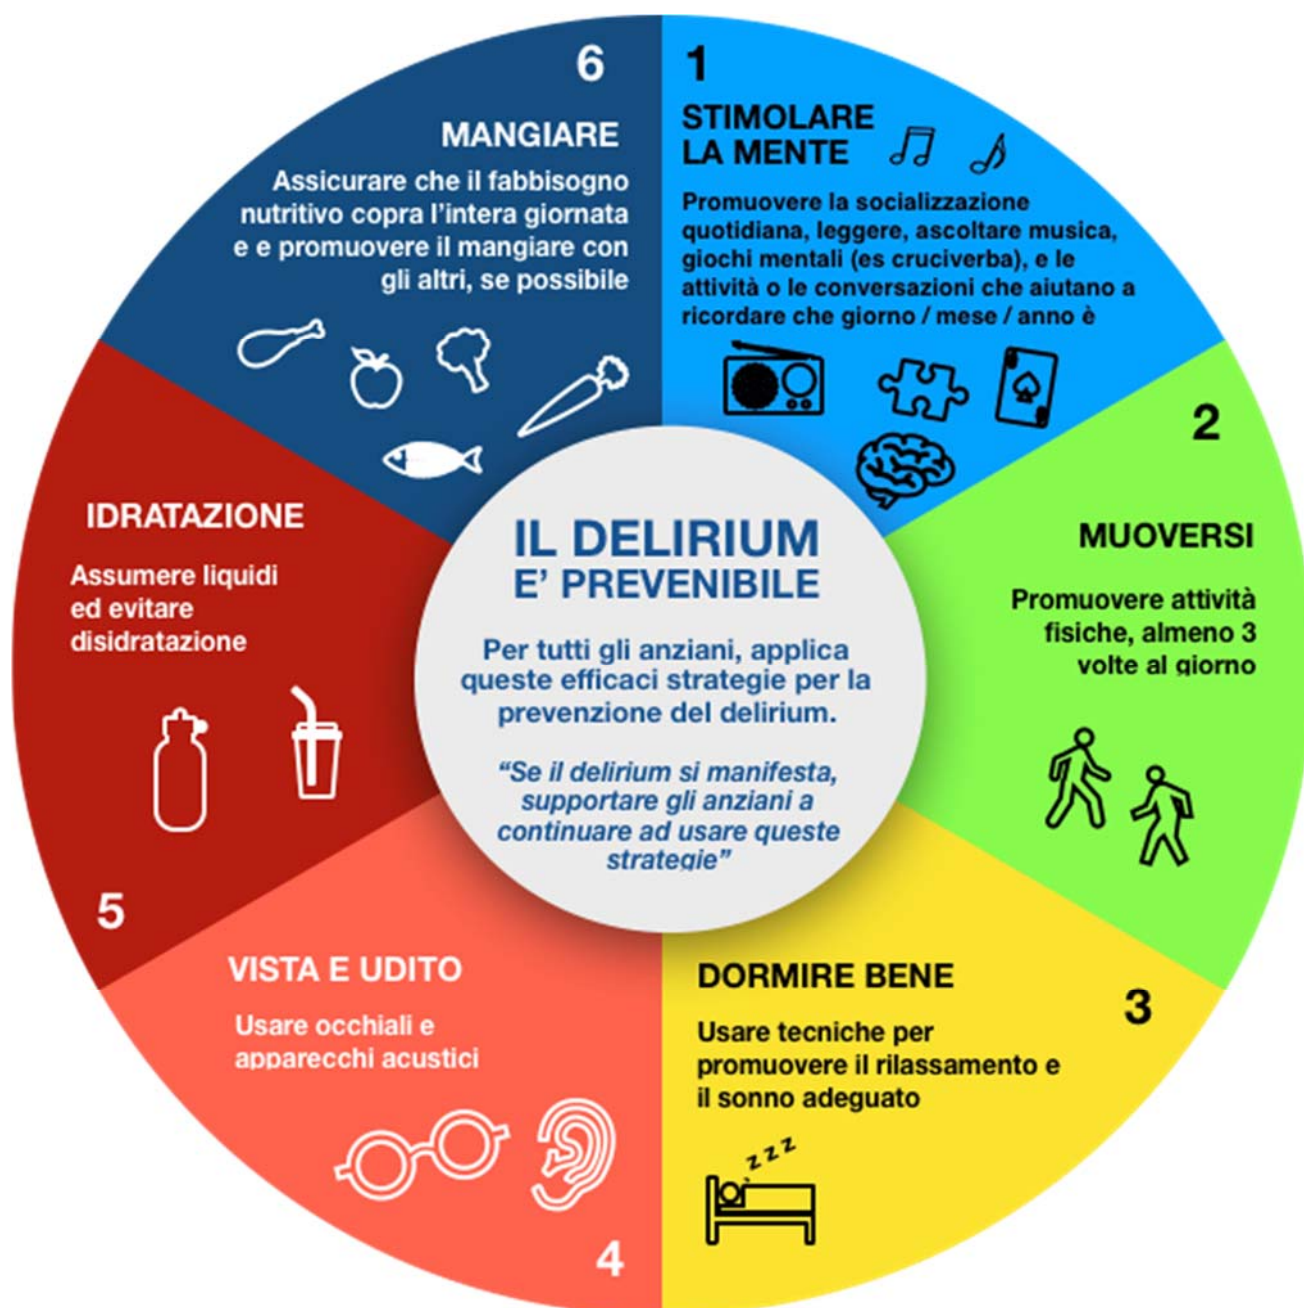 IL DELIRIUM
E’ PREVENIBILE
Per tutti gli anziani, applica
queste efficaci strategie per la
prevenzione del delirium.
“Se il delirium si manifesta,
supportare gli anziani a
continuare ad usare queste
strategie”
1
STIMOLARE
LA MENTE
Promuovere la socializzazione
quotidiana, leggere, ascoltare musica,
giochi mentali (es cruciverba), e le
attività o le conversazioni che aiutano a
ricordare che giorno / mese / anno è
2
MUOVERSI
Promuovere attività
fisiche, almeno 3
volte al giorno
3
DORMIRE BENE
Usare tecniche per
promuovere il rilassamento e
il sonno adeguato
z z z
4
VISTA E UDITO
Usare occhiali e
apparecchi acustici
5
IDRATAZIONE
Assumere liquidi
ed evitare
disidratazione
6
MANGIARE
Assicurare che il fabbisogno
nutritivo copra l’intera giornata
e e promuovere il mangiare con
gli altri, se possibile